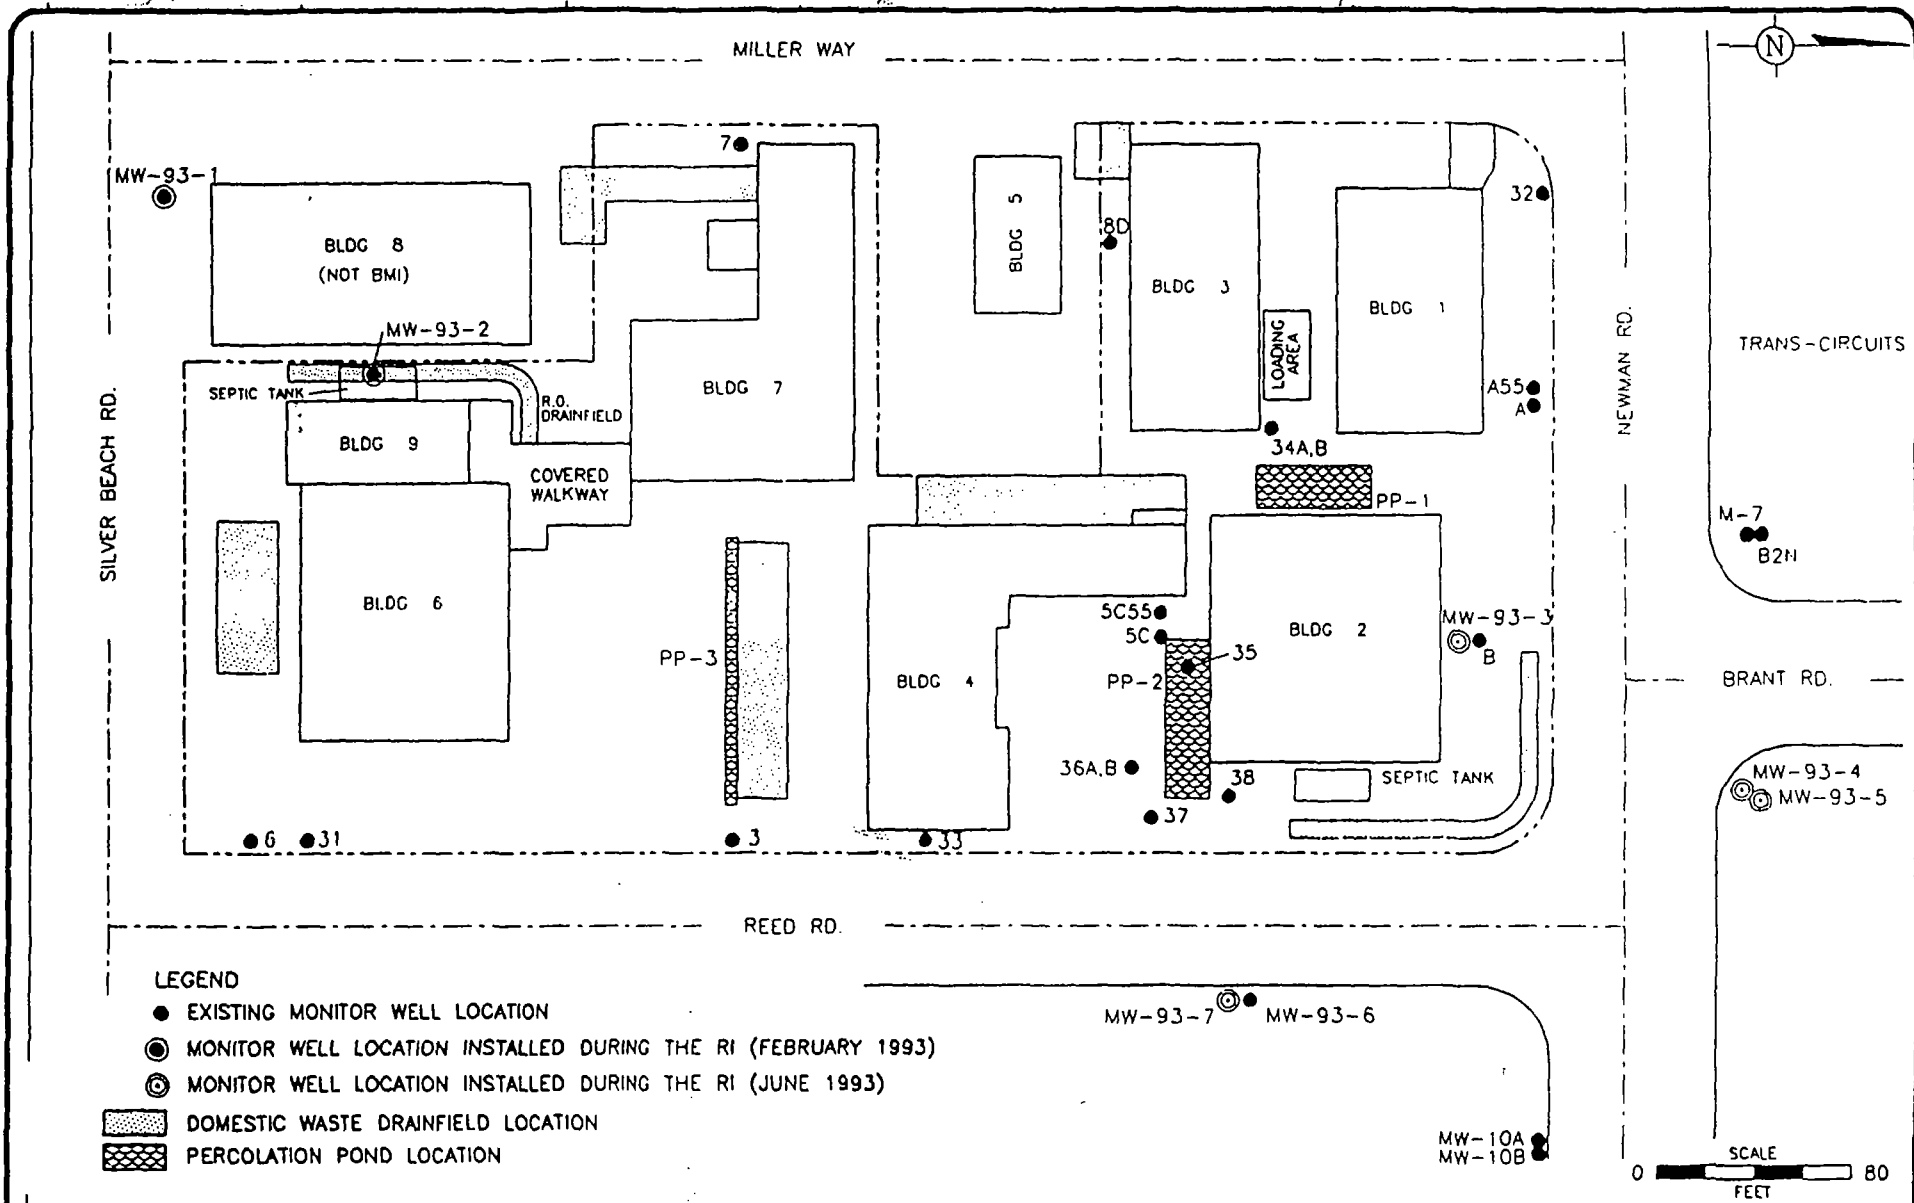 MILLER WAY
N
7
MW-93-1
32
BLDG 8
(NOT BMI)
BLDG 5
8D
BLDG 3
BLDG 1
LOADING
AREA
NEWMAN RD.
TRANS-CIRCUITS
MW-93-2
SEPTIC TANK
R.O.
DRAINFIELD
BLDG 7
A55
A
SILVER BEACH RD.
BLDG 9
COVERED
WALKWAY
34A,B
PP-1
M-7
B2N
BLDG 6
5C55
5C
BLDG 2
MW-93-3
B
PP-3
35
PP-2
BLDG 4
BRANT RD.
36A,B
38
SEPTIC TANK
MW-93-4
MW-93-5
37
6
31
3
33
REED RD.
LEGEND
EXISTING MONITOR WELL LOCATION
MONITOR WELL LOCATION INSTALLED DURING THE RI (FEBRUARY 1993)
MONITOR WELL LOCATION INSTALLED DURING THE RI (JUNE 1993)
DOMESTIC WASTE DRAINFIELD LOCATION
PERCOLATION POND LOCATION
MW-93-7
MW-93-6
MW-10A
MW-10B
SCALE
0 80
FEET